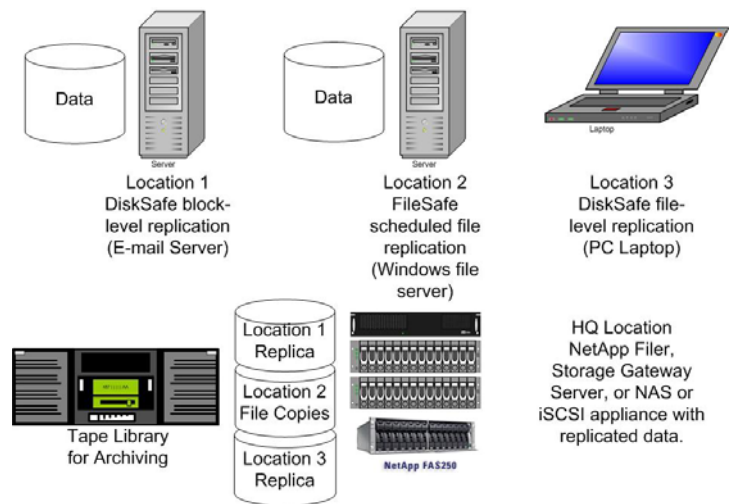 Data
Server
Location 1
DiskSafe block-
level replication
(E-mail Server)
Data
Server
Location 2
FileSafe
scheduled file
replication
(Windows file
server)
Laptop
Location 3
DiskSafe file-
level replication
(PC Laptop)
Tape Library
for Archiving
Location 1
Replica
Location 2
File Copies
Location 3
Replica
NetApp FAS250
HQ Location
NetApp Filer,
Storage Gateway
Server, or NAS or
iSCSI appliance with
replicated data.